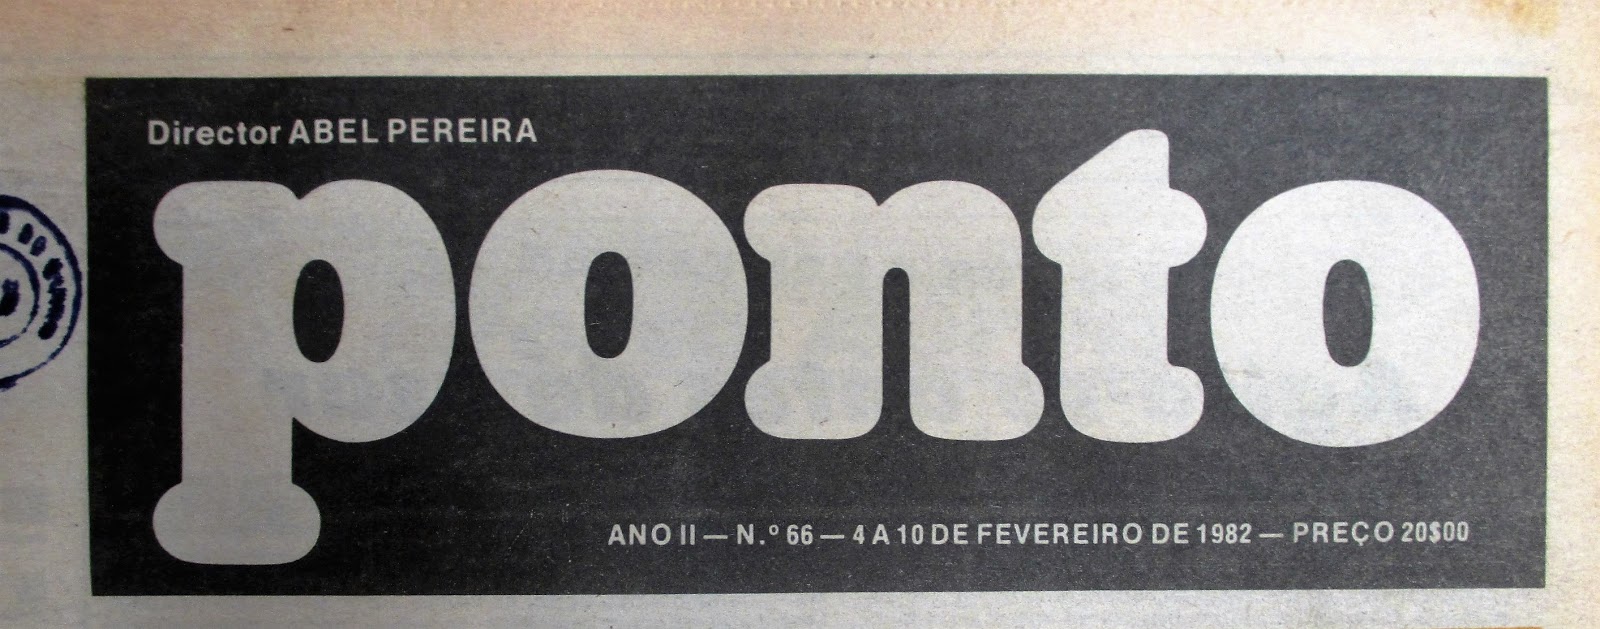 Director ABEL PEREIRA
ponto
ANO II — N.º 66 — 4 A 10 DE FEVEREIRO DE 1982 — PREÇO 20$00